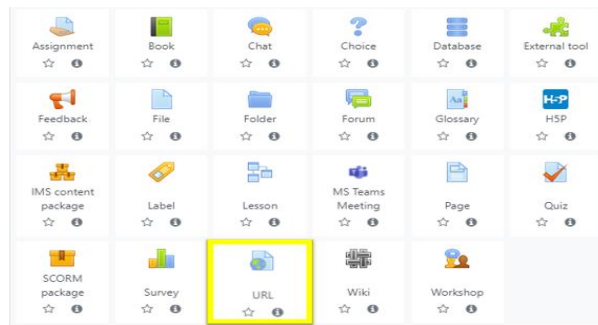 Assignment
Book
Chat
Choice
Database
External tool
Feedback
File
Folder
Forum
Aa
Glossary
H-P
H5P
IMS content
package
Label
Lesson
MS Teams
Meeting
Page
Quiz
SCORM
package
Survey
URL
Wiki
Workshop